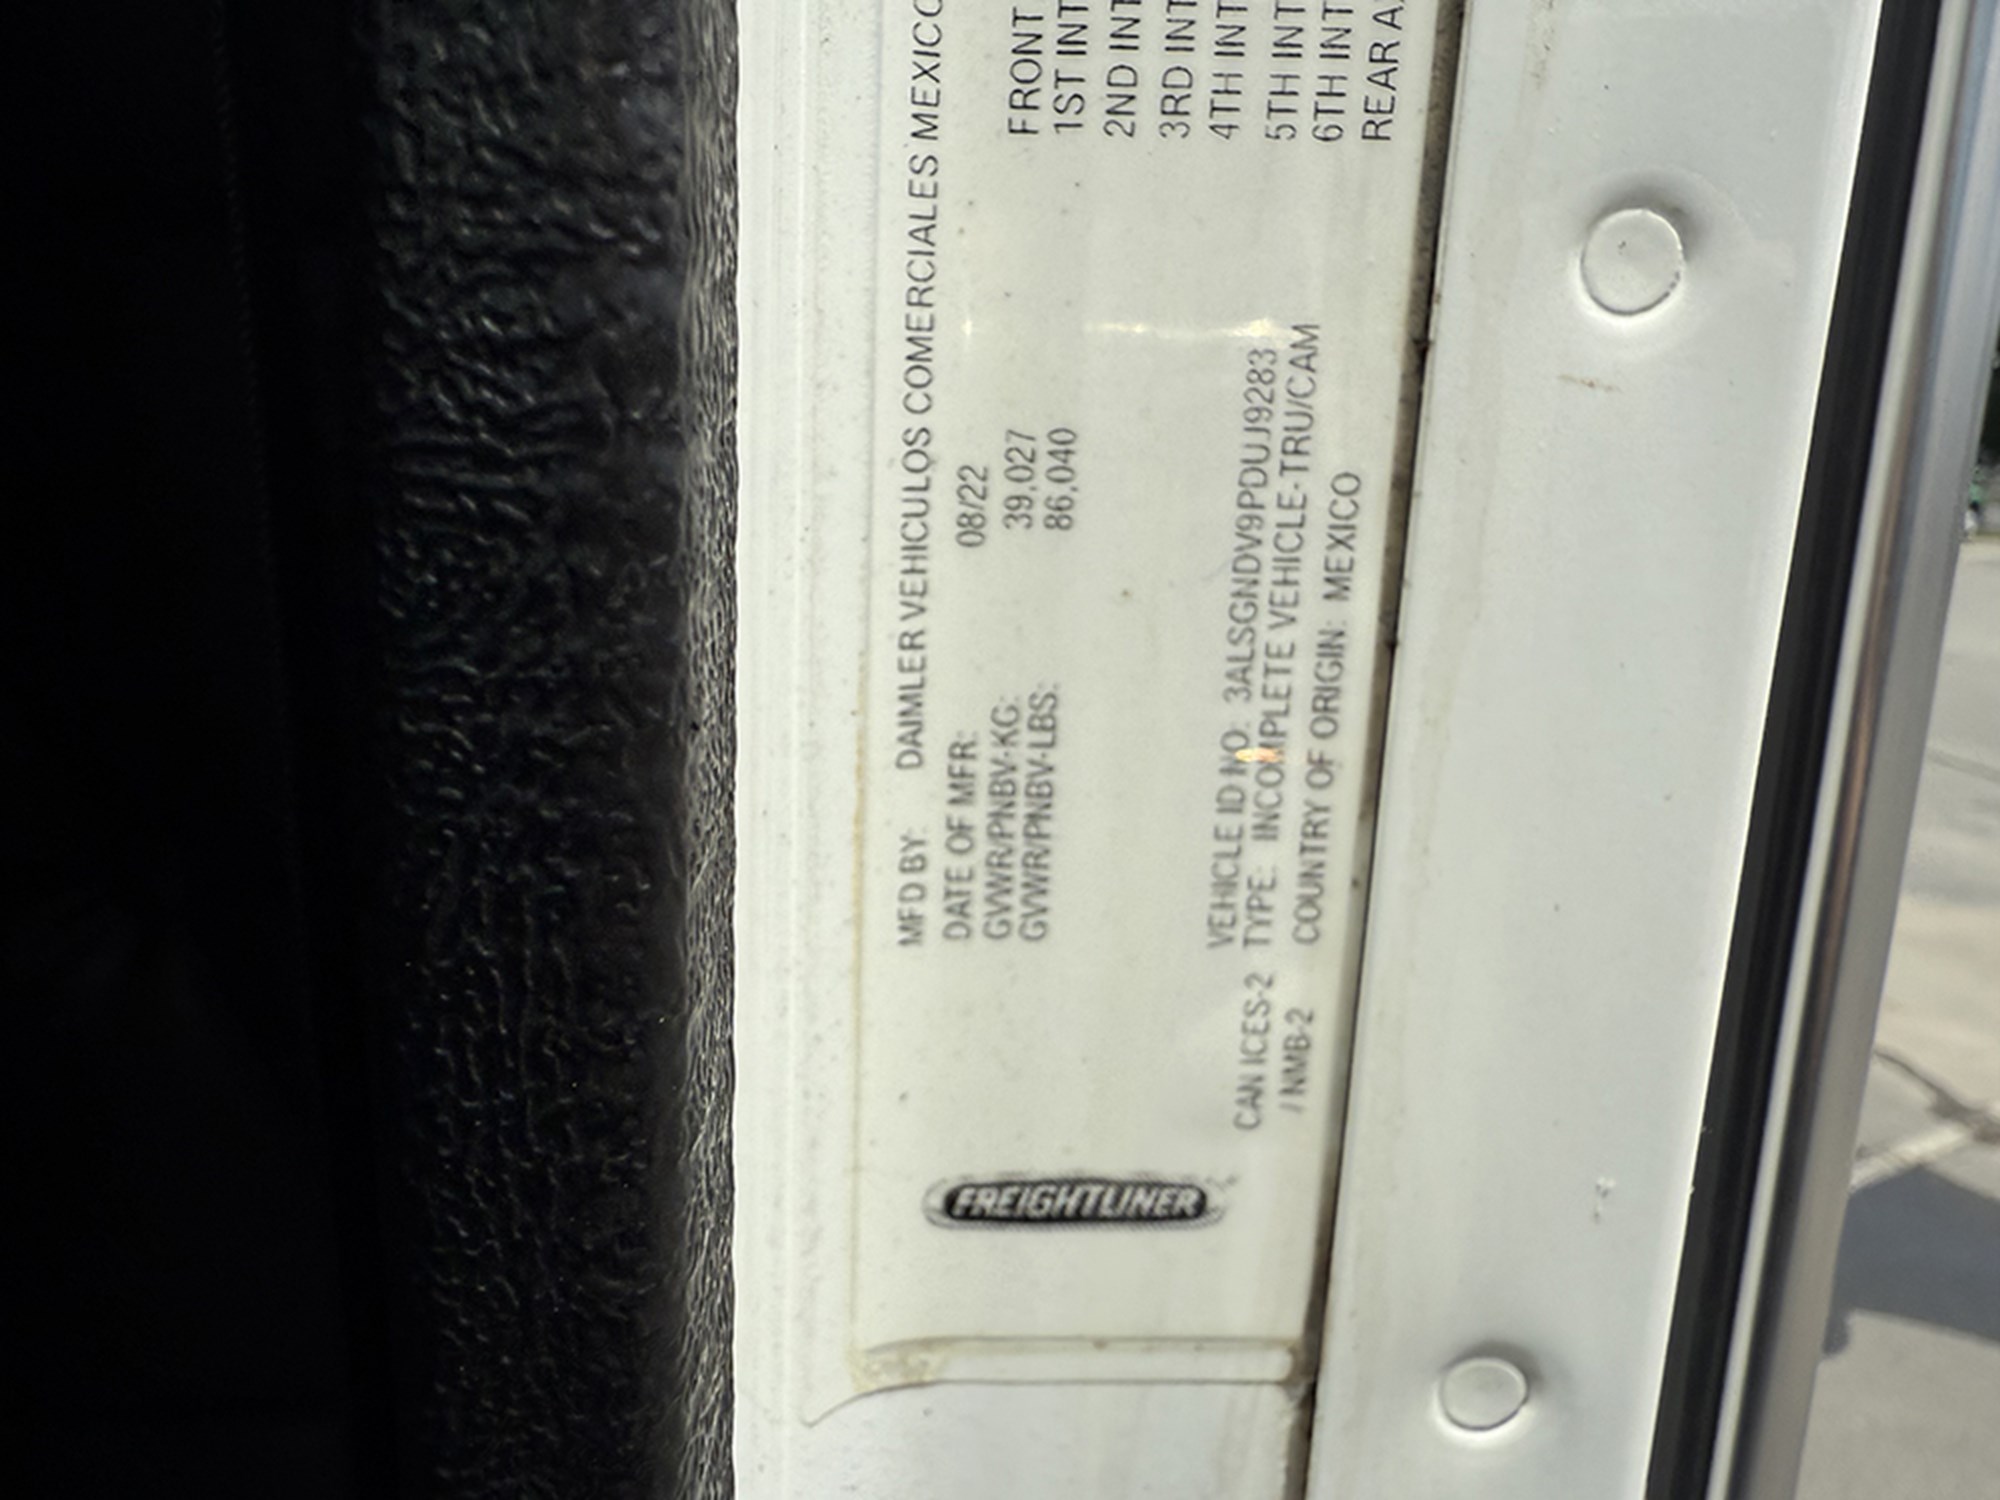 MFD BY: DAIMLER VEHICULOS COMERCIALES MEXICO
DATE OF MFR: 08/22
GVWR/PNBV-KG: 39,027
GVWR/PNBV-LBS: 86,040
FRONT
1ST INT
2ND INT
3RD INT
4TH INT
5TH INT
6TH INT
REAR
VEHICLE ID NO: 3ALSGNDV9PDUJ9283
CAN ICES-2 TYPE: INCOMPLETE VEHICLE-TRU/CAM
/ NMB-2 COUNTRY OF ORIGIN: MEXICO
FREIGHTLINER